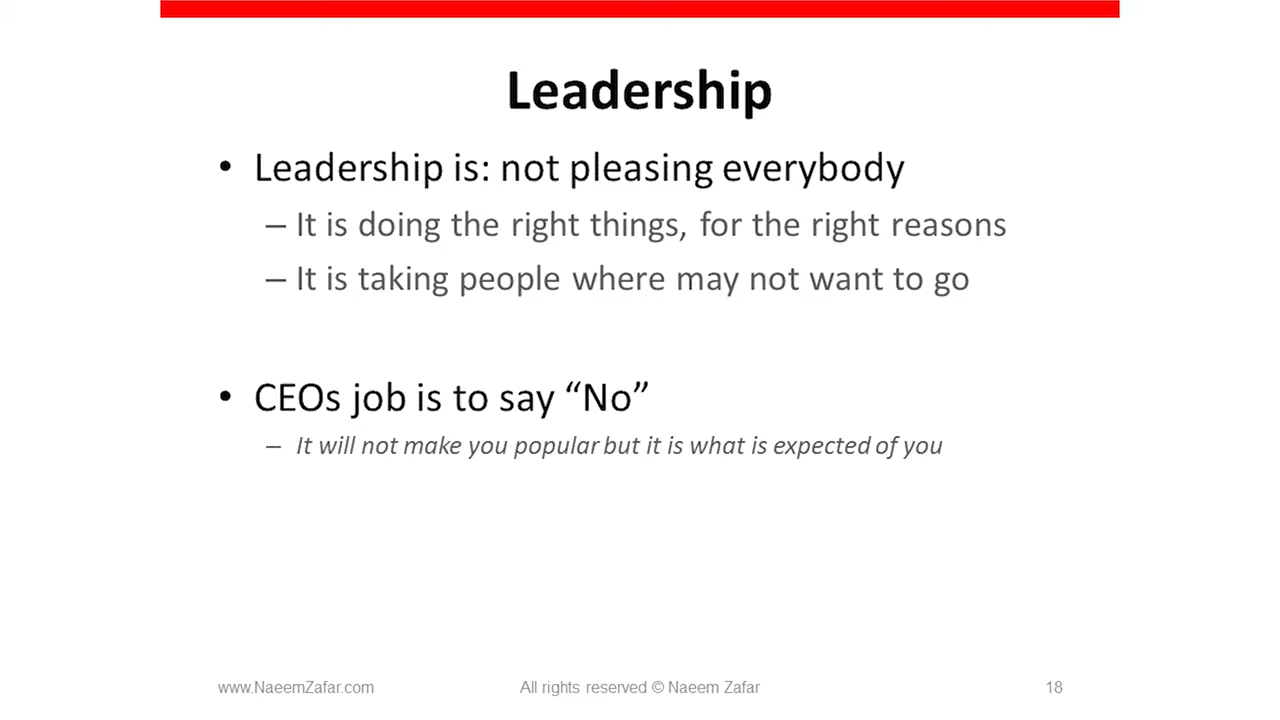 Leadership
• Leadership is: not pleasing everybody
– It is doing the right things, for the right reasons
– It is taking people where may not want to go
• CEOs job is to say “No”
– It will not make you popular but it is what is expected of you
www.NaeemZafar.com All rights reserved © Naeem Zafar 18